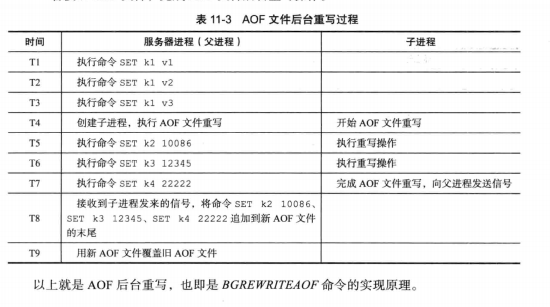 表 11-3 AOF 文件后台重写过程
时间 服务器进程（父进程） 子进程
T1 执行命令 SET k1 v1
T2 执行命令 SET k1 v2
T3 执行命令 SET k1 v3
T4 创建子进程，执行 AOF 文件重写 开始 AOF 文件重写
T5 执行命令 SET k2 10086 执行重写操作
T6 执行命令 SET k3 12345 执行重写操作
T7 执行命令 SET k4 22222 完成 AOF 文件重写，向父进程发送信号
接收到子进程发来的信号，将命令 SET k2 10086、
T8 SET k3 12345、SET k4 22222 追加到新 AOF 文件
的末尾
T9 用新 AOF 文件覆盖旧 AOF 文件
以上就是 AOF 后台重写，也即是 BGREWRITEAOF 命令的实现原理。